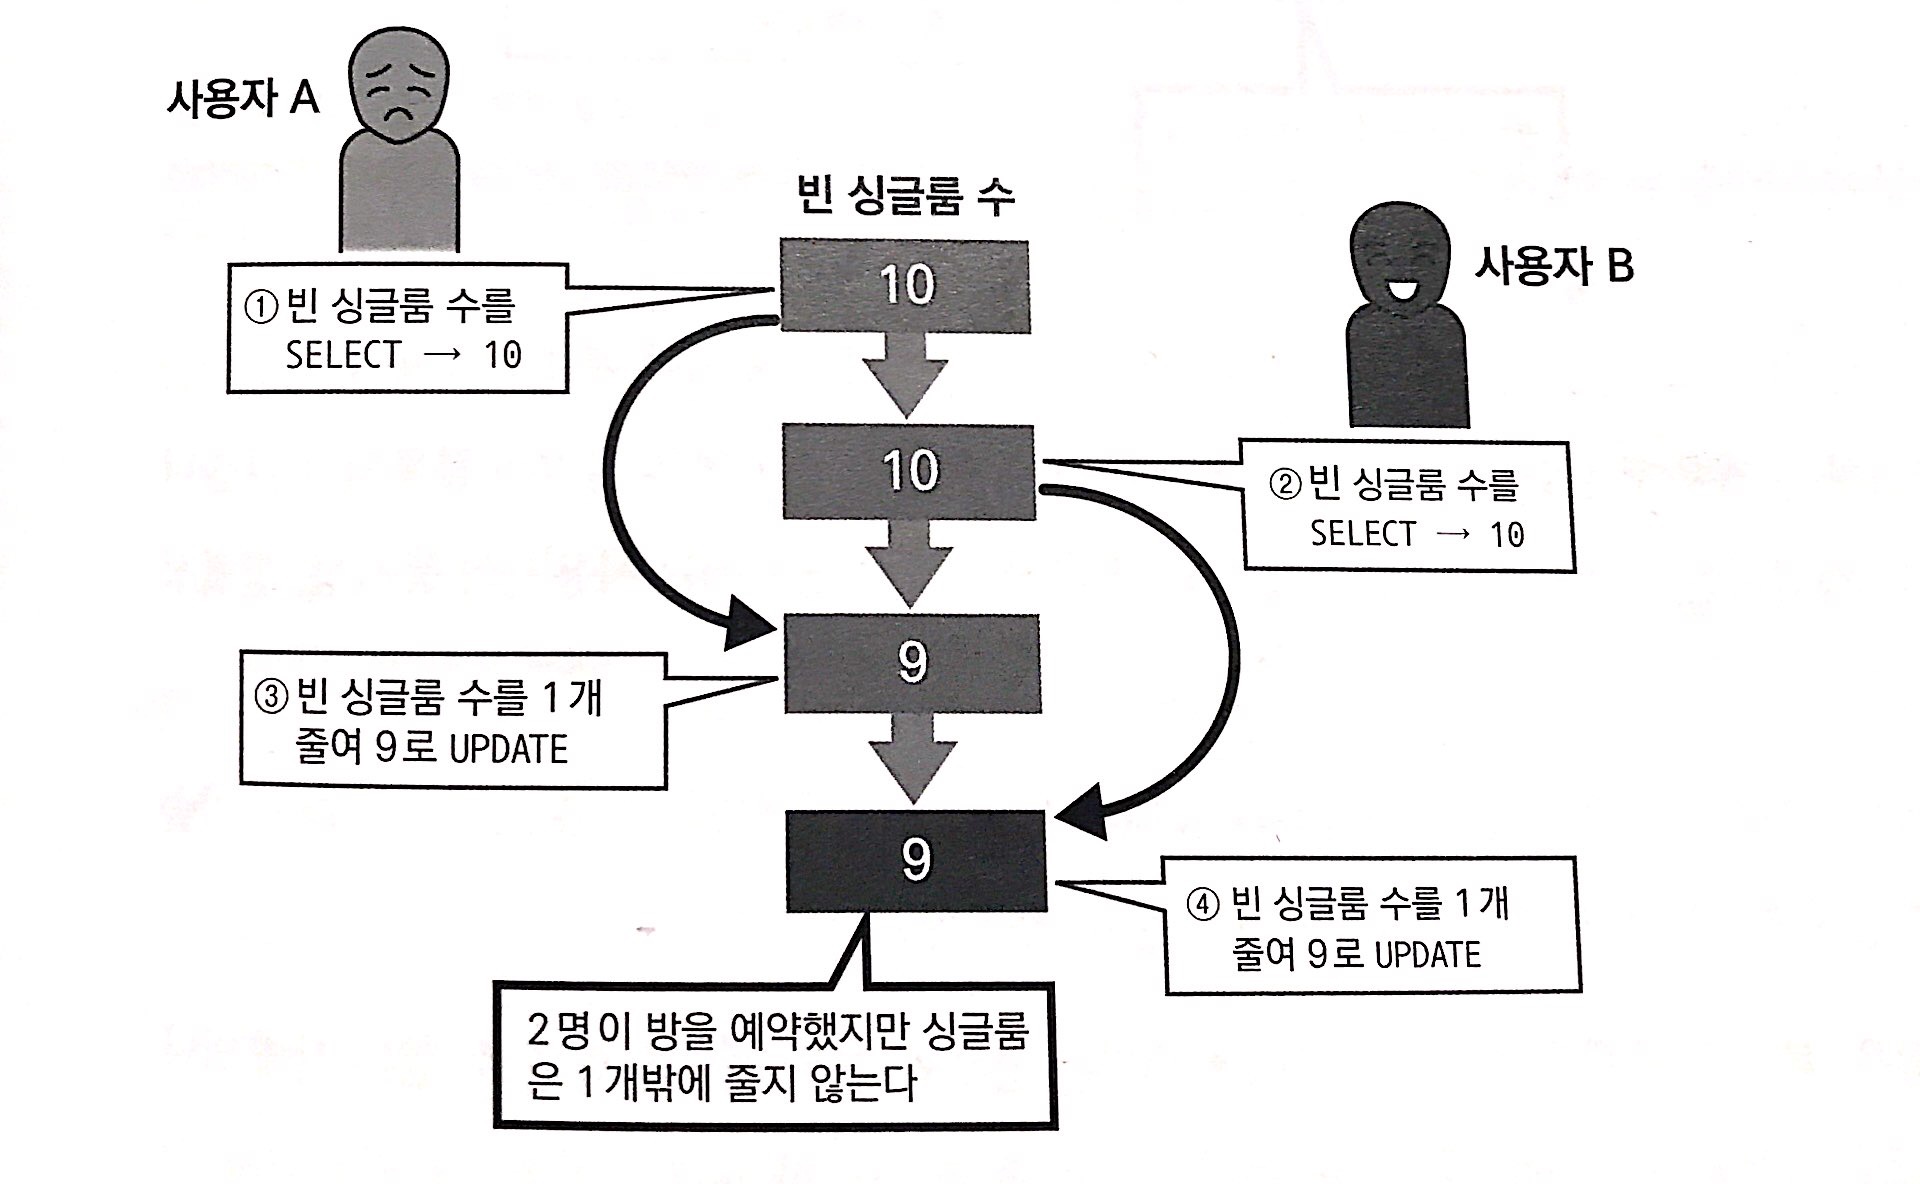 사용자 A
빈 싱글룸 수
10
사용자 B
① 빈 싱글룸 수를
SELECT → 10
10
② 빈 싱글룸 수를
SELECT → 10
9
③ 빈 싱글룸 수를 1개
줄여 9로 UPDATE
9
④ 빈 싱글룸 수를 1개
줄여 9로 UPDATE
2명이 방을 예약했지만 싱글룸
은 1개밖에 줄지 않는다